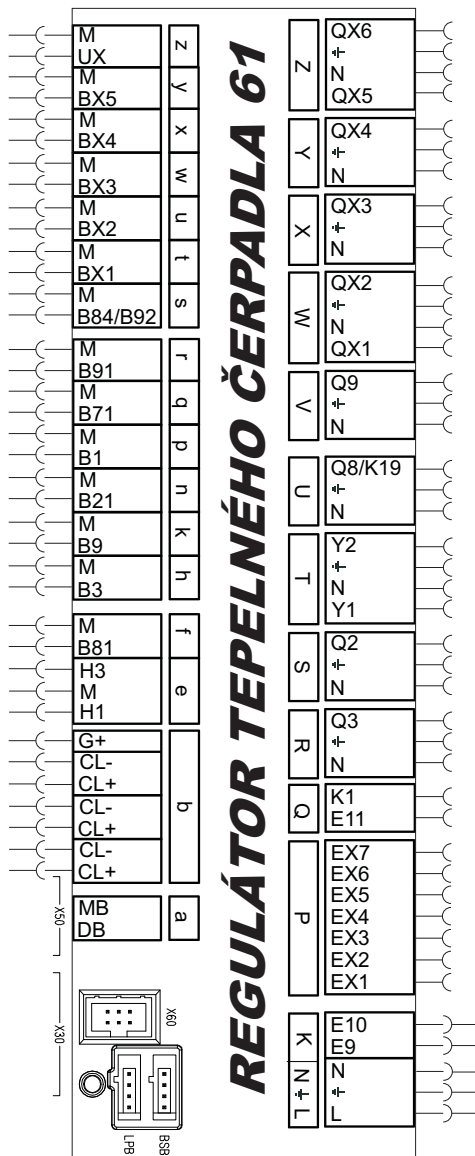 M
UX
z
M
BX5
y
M
BX4
x
M
BX3
w
M
BX2
u
M
BX1
t
M
B84/B92
s
M
B91
r
M
B71
q
M
B1
p
M
B21
n
M
B9
k
M
B3
h
M
B81
f
H3
M
H1
e
G+
CL-
CL+
CL-
CL+
CL-
CL+
b
MB
DB
a
X50
X30
X60
LPB
BSB
REGULÁTOR TEPELNÉHO ČERPADLA 61
Z
QX6
N
QX5
Y
QX4
N
X
QX3
N
W
QX2
N
QX1
V
Q9
N
U
Q8/K19
N
T
Y2
N
Y1
S
Q2
N
R
Q3
N
Q
K1
E11
P
EX7
EX6
EX5
EX4
EX3
EX2
EX1
K
E10
E9
N L
N
L